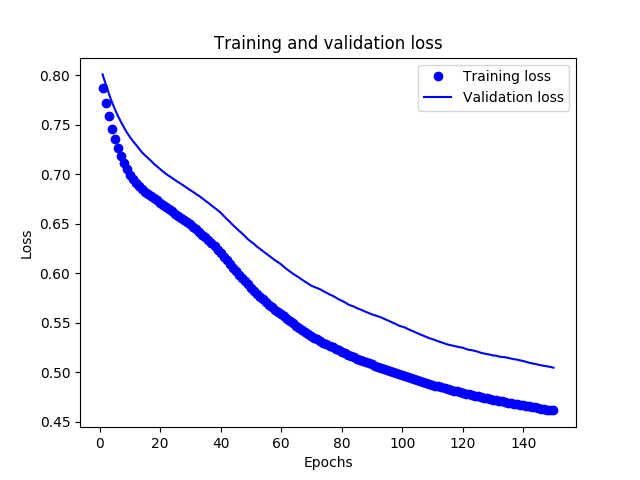 Training and validation loss
Training loss
Validation loss
Loss
0.80
0.75
0.70
0.65
0.60
0.55
0.50
0.45
0 20 40 60 80 100 120 140
Epochs